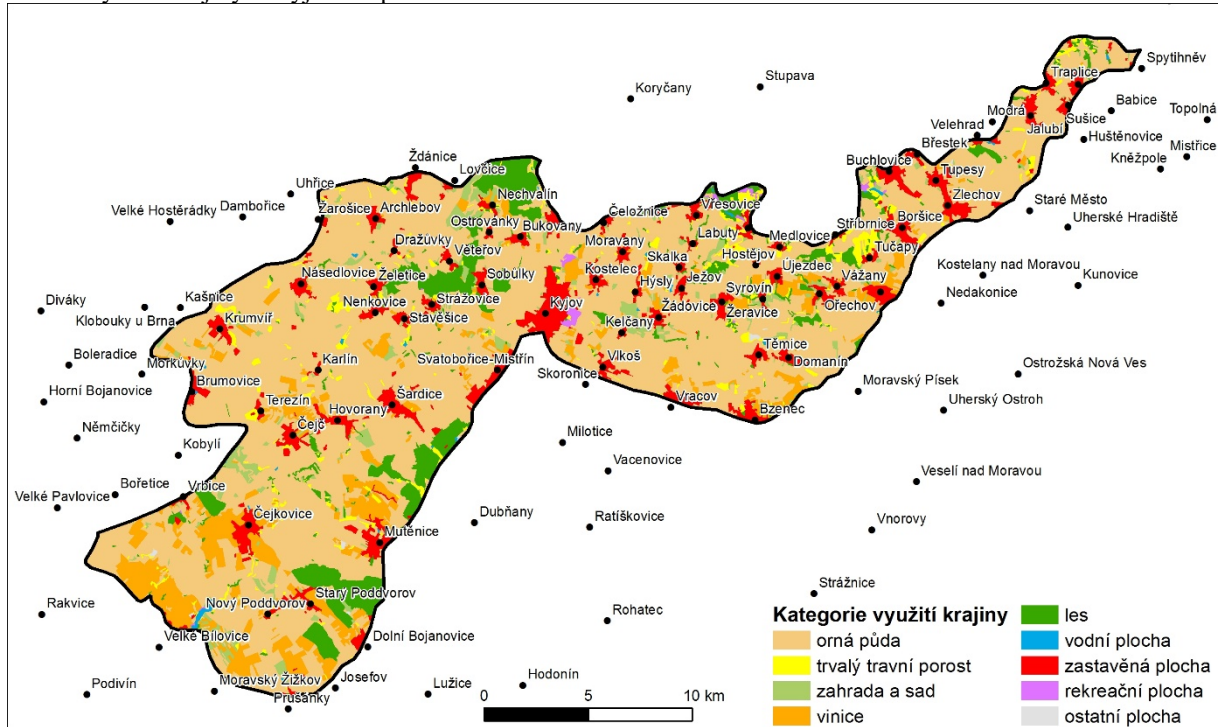 Spytihněv
Traplice
Stupava
Koryčany
Babice
Topolná
Modrá
Sušice
Velehrad
Jalubí
Huštěnovice
Břestek
Mistřice
Kněžpole
Ždánice
Buchlovice
Lovčice
Tupesy
Uhřice
Nechvalín
Zlechov
Staré Město
Velké Hostěrádky
Dambořice
Žarošice
Archlebov
Vřesovice
Čeložnice
Ostrovánky
Bukovany
Stříbrnice
Boršice
Uherské Hradiště
Labuty
Medlovice
Moravany
Dražůvky
Tučapy
Věteřov
Skalka
Hostějov
Kostelec
Újezdec
Vážany
Kostelany nad Moravou
Kunovice
Násedlovice
Želetice
Sobůlky
Hýsly
Ježov
Syrovín
Diváky
Kašnice
Nenkovice
Strážovice
Kyjov
Ořechov
Nedakonice
Klobouky u Brna
Krumvíř
Stavěšice
Žádovice
Žeravice
Kelčany
Boleradice
Morkůvky
Karlín
Svatobořice-Mistřín
Vlkoš
Těmice
Domanín
Skoronice
Ostrožská Nová Ves
Horní Bojanovice
Brumovice
Šardice
Moravský Písek
Terezín
Hovorany
Vracov
Bzenec
Uherský Ostroh
Němčičky
Čejč
Kobylí
Milotice
Vacenovice
Veselí nad Moravou
Velké Pavlovice
Bořetice
Vrbice
Čejkovice
Dubňany
Ratíškovice
Vnorovy
Mutěnice
Strážnice
Rakvice
Nový Poddvorov
Starý Poddvorov
Rohatec
Velké Bílovice
Dolní Bojanovice
Podivín
Moravský Žižkov
Josefov
Lužice
Hodonín
Prušánky
0 5 10 km
Kategorie využití krajiny
orná půda
trvalý travní porost
zahrada a sad
vinice
les
vodní plocha
zastavěná plocha
rekreační plocha
ostatní plocha